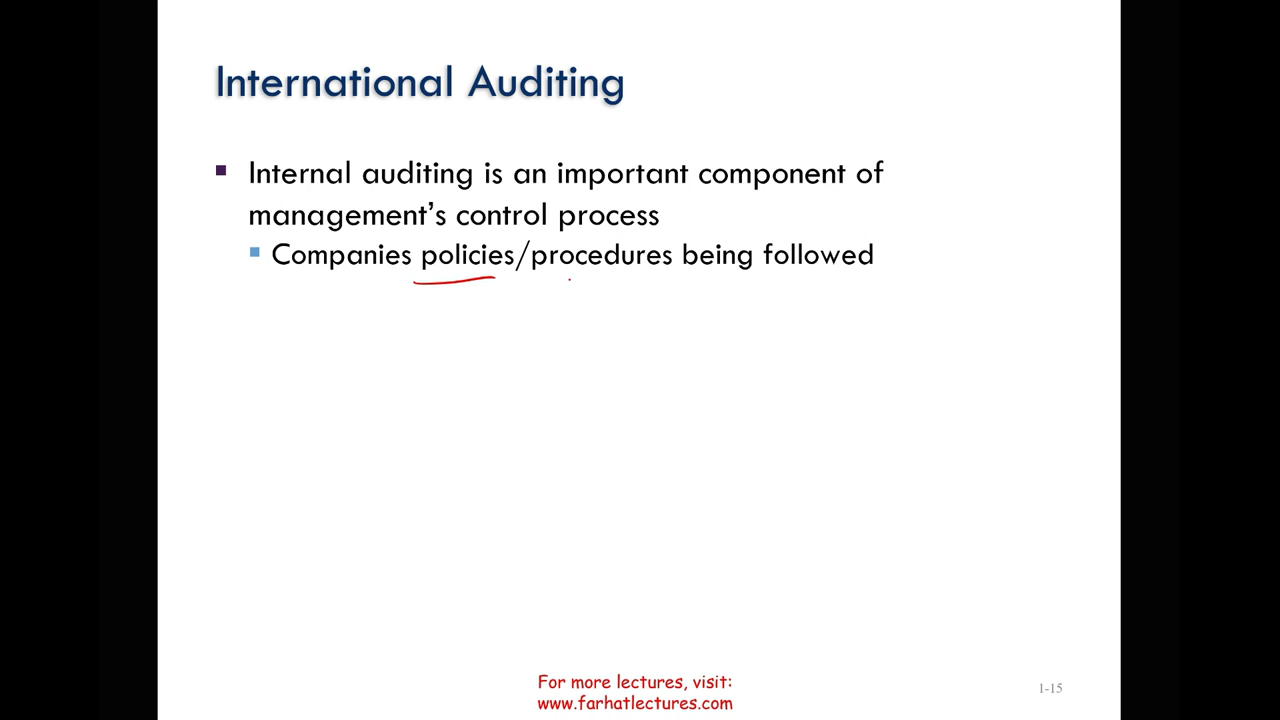 International Auditing
Internal auditing is an important component of
management's control process
Companies policies/procedures being followed
For more lectures, visit:
www.farhatlectures.com
1-15